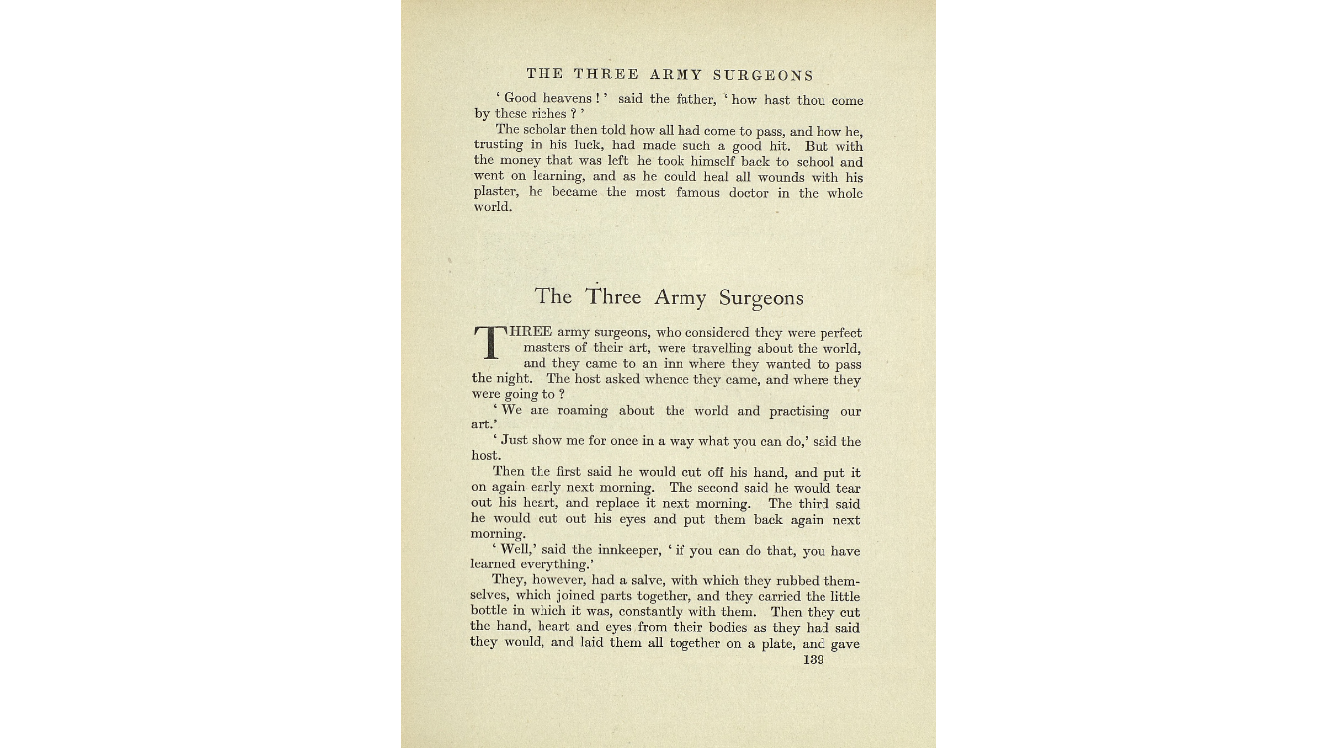 THE THREE ARMY SURGEONS
‘ Good heavens ! ’ said the father, ‘ how hast thou come
by these riches ? ’
The scholar then told how all had come to pass, and how he,
trusting in his luck, had made such a good hit. But with
the money that was left he took himself back to school and
went on learning, and as he could heal all wounds with his
plaster, he became the most famous doctor in the whole
world.
The Three Army Surgeons
THREE army surgeons, who considered they were perfect
masters of their art, were travelling about the world,
and they came to an inn where they wanted to pass
the night. The host asked whence they came, and where they
were going to ?
‘ We are roaming about the world and practising our
art.’
‘ Just show me for once in a way what you can do,’ said the
host.
Then the first said he would cut off his hand, and put it
on again early next morning. The second said he would tear
out his heart, and replace it next morning. The third said
he would cut out his eyes and put them back again next
morning.
‘ Well,’ said the innkeeper, ‘ if you can do that, you have
learned everything.’
They, however, had a salve, with which they rubbed them-
selves, which joined parts together, and they carried the little
bottle in which it was, constantly with them. Then they cut
the hand, heart and eyes from their bodies as they had said
they would, and laid them all together on a plate, and gave
139